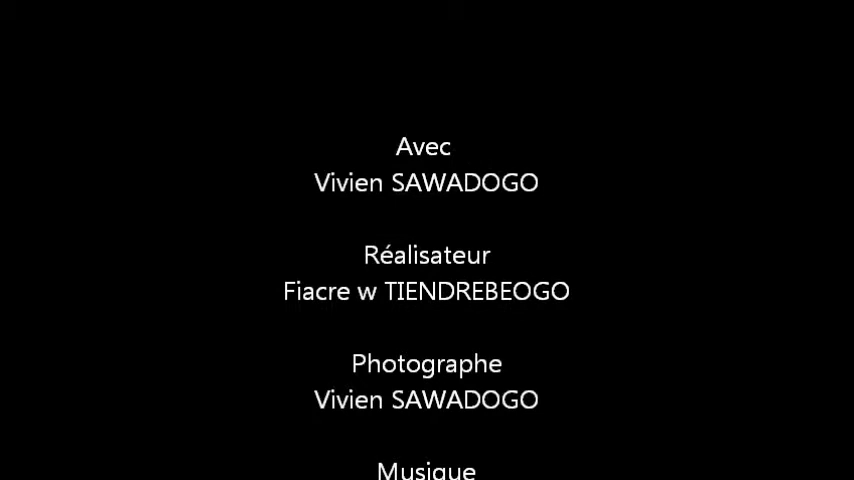 Avec
Vivien SAWADOGO
Réalisateur
Fiacre w TIENDREBEOGO
Photographe
Vivien SAWADOGO
Musique